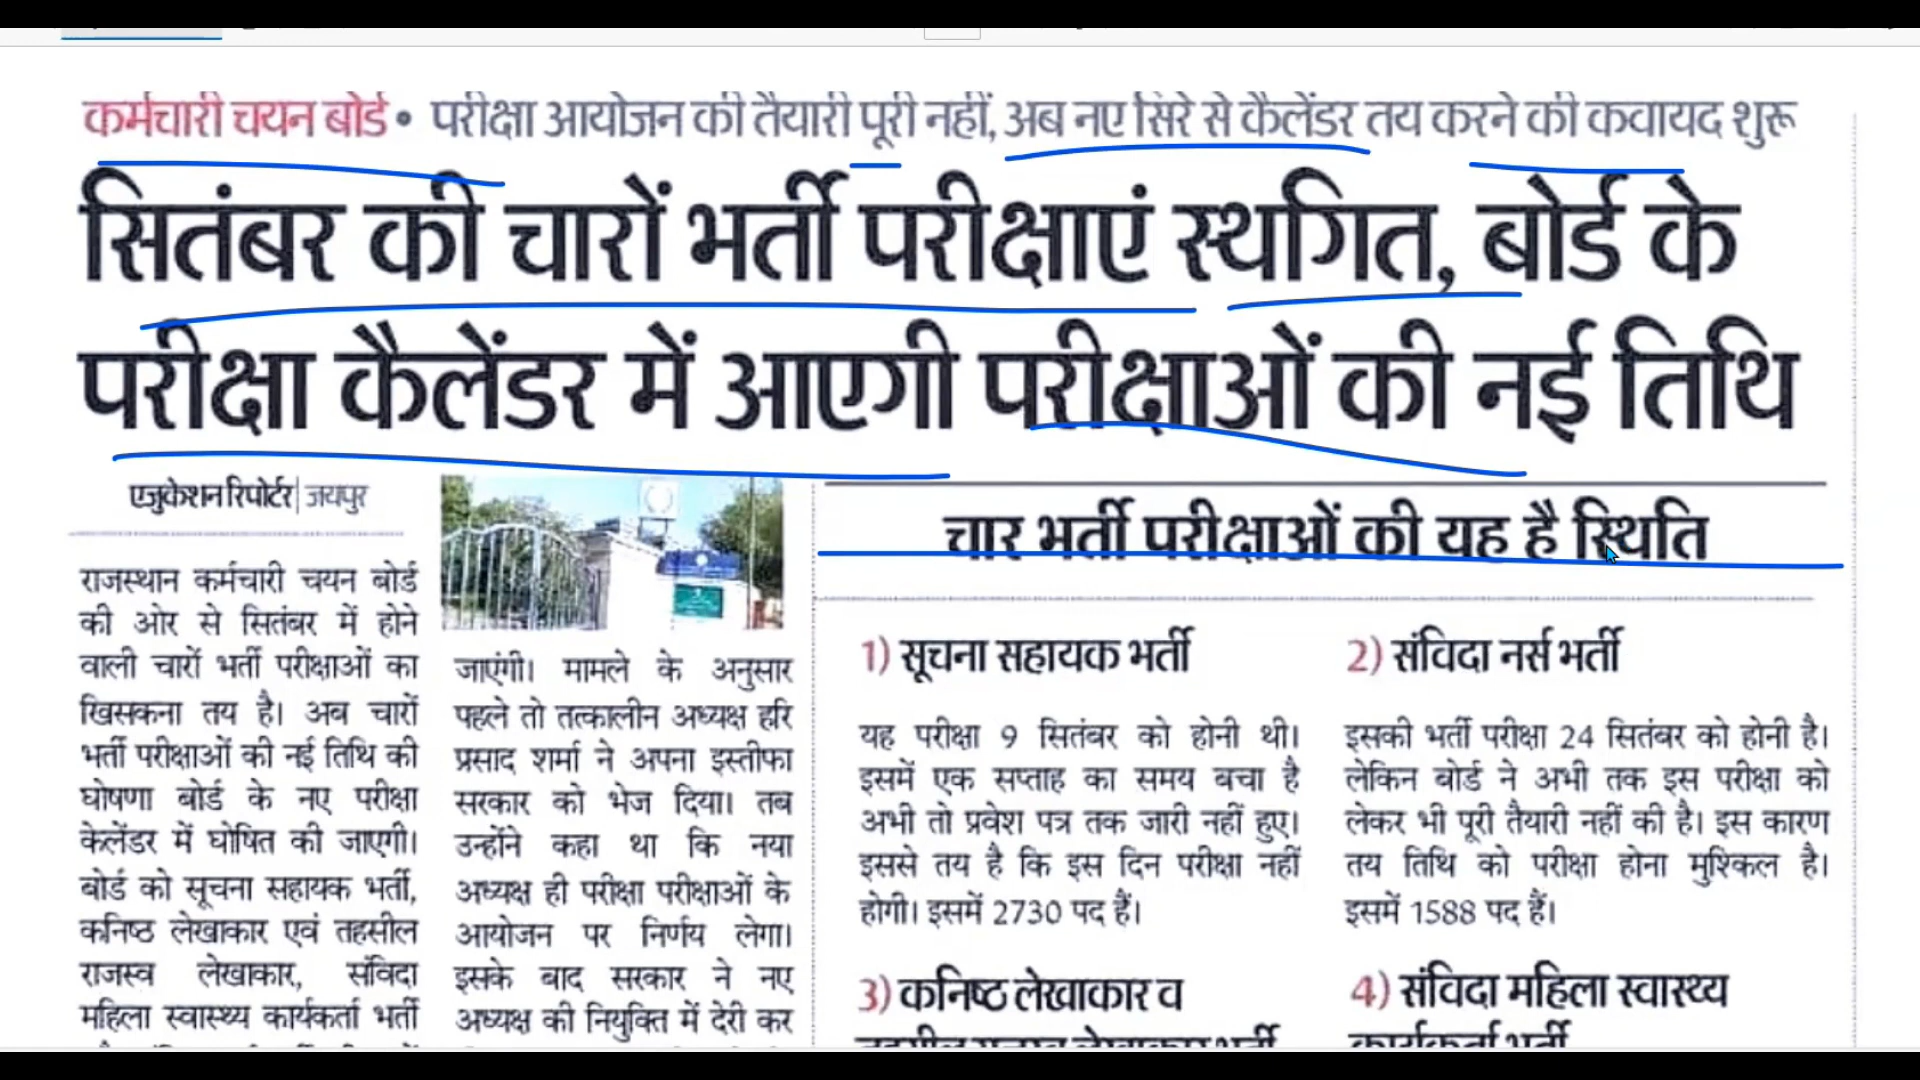 कर्मचारी चयन बोर्ड • परीक्षा आयोजन की तैयारी पूरी नहीं, अब नए सिरे से कैलेंडर तय करने की कवायद शुरू
सितंबर की चारों भर्ती परीक्षाएं स्थगित, बोर्ड के
परीक्षा कैलेंडर में आएगी परीक्षाओं की नई तिथि
एजुकेशन रिपोर्टर | जयपुर
राजस्थान कर्मचारी चयन बोर्ड
की ओर से सितंबर में होने
वाली चारों भर्ती परीक्षाओं का
खिसकना तय है। अब चारों
भर्ती परीक्षाओं की नई तिथि की
घोषणा बोर्ड के नए परीक्षा
केलेंडर में घोषित की जाएगी।
बोर्ड को सूचना सहायक भर्ती,
कनिष्ठ लेखाकार एवं तहसील
राजस्व लेखाकार, संविदा
महिला स्वास्थ्य कार्यकर्ता भर्ती
जाएंगी। मामले के अनुसार
पहले तो तत्कालीन अध्यक्ष हरि
प्रसाद शर्मा ने अपना इस्तीफा
सरकार को भेज दिया। तब
उन्होंने कहा था कि नया
अध्यक्ष ही परीक्षा परीक्षाओं के
आयोजन पर निर्णय लेगा।
इसके बाद सरकार ने नए
अध्यक्ष की नियुक्ति में देरी कर
चार भर्ती परीक्षाओं की यह है स्थिति
1) सूचना सहायक भर्ती
यह परीक्षा 9 सितंबर को होनी थी।
इसमें एक सप्ताह का समय बचा है
अभी तो प्रवेश पत्र तक जारी नहीं हुए।
इससे तय है कि इस दिन परीक्षा नहीं
होगी। इसमें 2730 पद हैं।
2) संविदा नर्स भर्ती
इसकी भर्ती परीक्षा 24 सितंबर को होनी है।
लेकिन बोर्ड ने अभी तक इस परीक्षा को
लेकर भी पूरी तैयारी नहीं की है। इस कारण
तय तिथि को परीक्षा होना मुश्किल है।
इसमें 1588 पद हैं।
3) कनिष्ठ लेखाकार व
तहसील राजस्व लेखाकार भर्ती
4) संविदा महिला स्वास्थ्य
कार्यकर्ता भर्ती